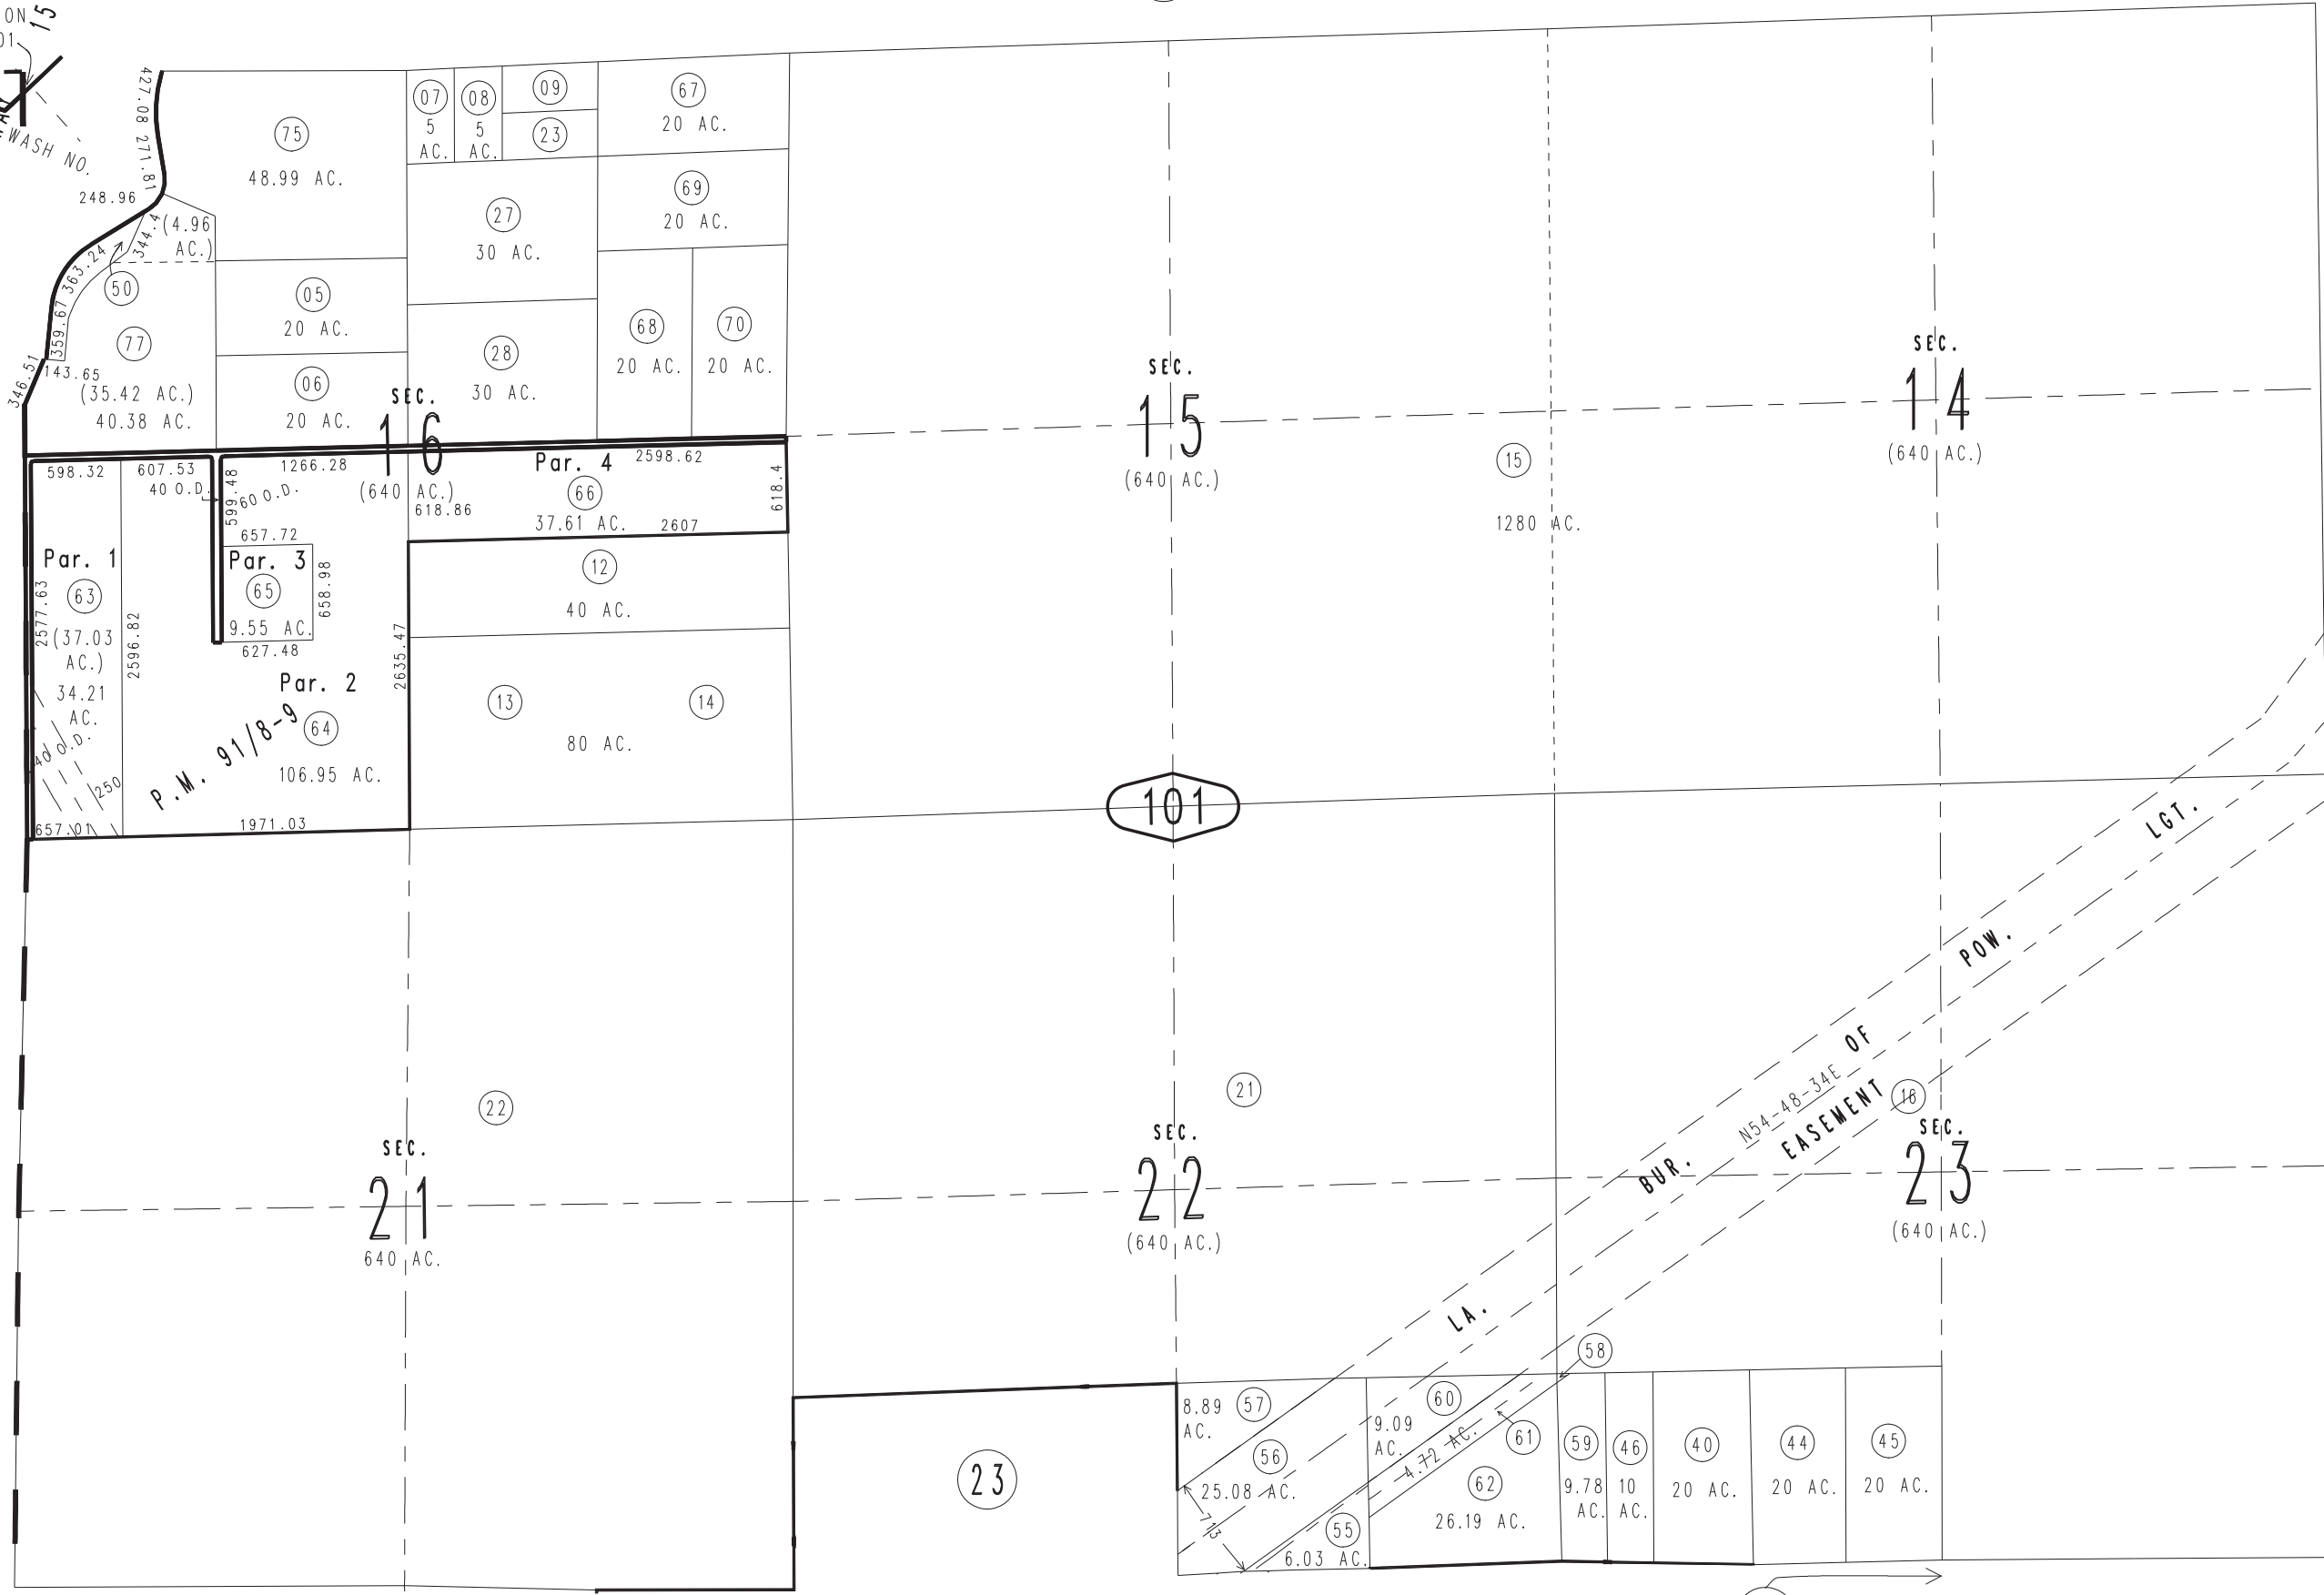 ON
01
15
WASH NO.
427.08 271.81
248.96
344.4
(4.96
AC.)
363.24
359.67
346.51
143.65
50
77
(35.42 AC.)
40.38 AC.
75
48.99 AC.
05
20 AC.
06
20 AC.
07
5
AC.
08
5
AC.
09
23
27
30 AC.
28
30 AC.
67
20 AC.
69
20 AC.
68
20 AC.
70
20 AC.
SEC.
16
(640 AC.)
598.32
607.53
40 O.D.
599.48
60 O.D.
1266.28
Par. 4
2598.62
66
618.86
37.61 AC.
2607
618.4
Par. 1
63
2577.63
(37.03
AC.)
34.21
AC.
2596.82
40 O.D.
250
657.01
657.72
Par. 3
65
9.55 AC.
658.98
627.48
Par. 2
64
P.M. 91/8-9
106.95 AC.
2635.47
1971.03
12
40 AC.
13
14
80 AC.
SEC.
15
(640 AC.)
15
1280 AC.
SEC.
14
(640 AC.)
101
22
SEC.
21
640 AC.
21
SEC.
22
(640 AC.)
16
SEC.
23
(640 AC.)
LA. BUR. OF POW. LGT.
N54-48-34E
EASEMENT
23
8.89
AC.
57
56
25.08 AC.
713
55
6.03 AC.
60
9.09
AC.
4.72 AC.
61
58
62
26.19 AC.
59
9.78
AC.
46
10
AC.
40
20 AC.
44
20 AC.
45
20 AC.